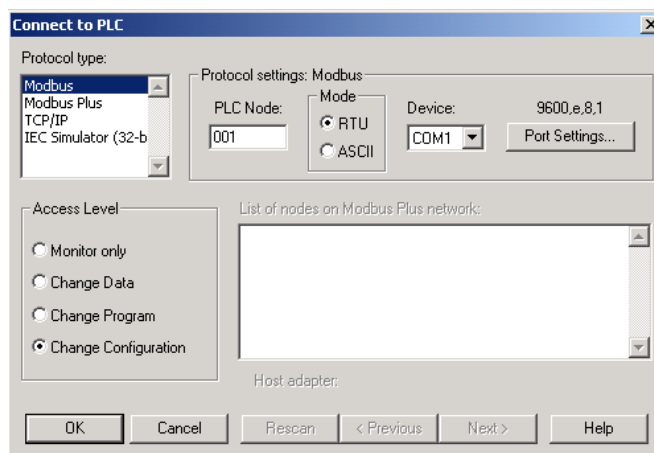 Connect to PLC
Protocol type:
Modbus
Modbus Plus
TCP/IP
IEC Simulator (32-b
Protocol settings: Modbus
PLC Node:
001
Mode
RTU
ASCII
Device:
COM1
9600,e,8,1
Port Settings...
Access Level
Monitor only
Change Data
Change Program
Change Configuration
List of nodes on Modbus Plus network:
Host adapter:
OK
Cancel
Rescan
< Previous
Next >
Help